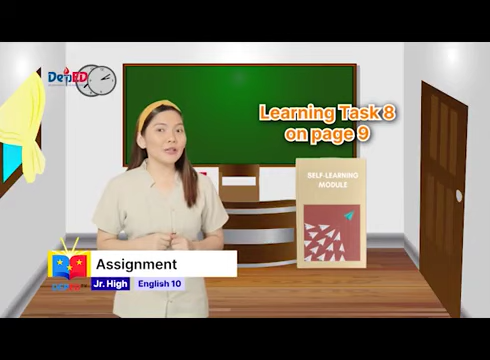 DepED
Learning Task 8
on page 9
SELF-LEARNING
MODULE
Assignment
Jr. High
English 10